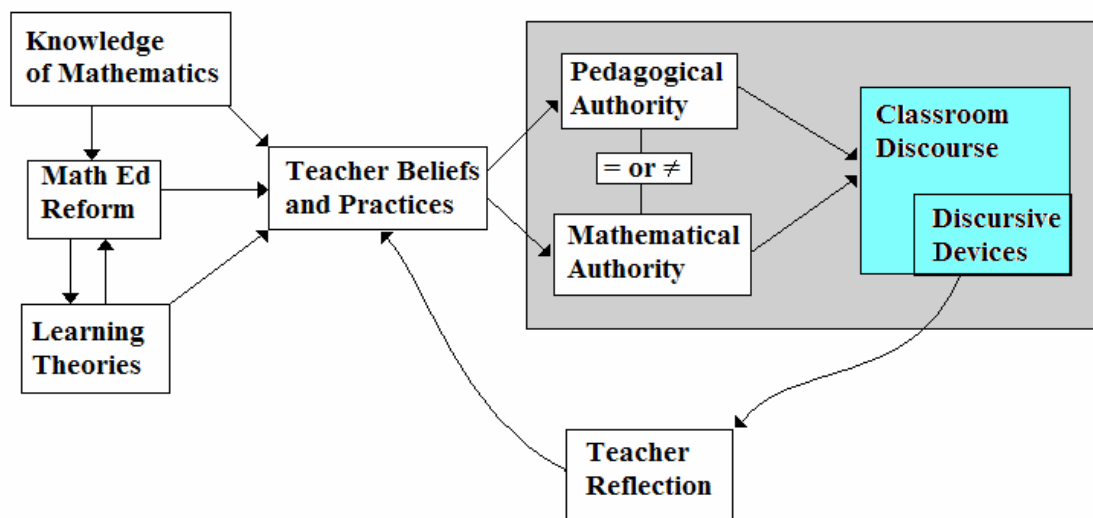 Knowledge
of Mathematics
Math Ed
Reform
Learning
Theories
Teacher Beliefs
and Practices
Pedagogical
Authority
= or ≠
Mathematical
Authority
Classroom
Discourse
Discursive
Devices
Teacher
Reflection